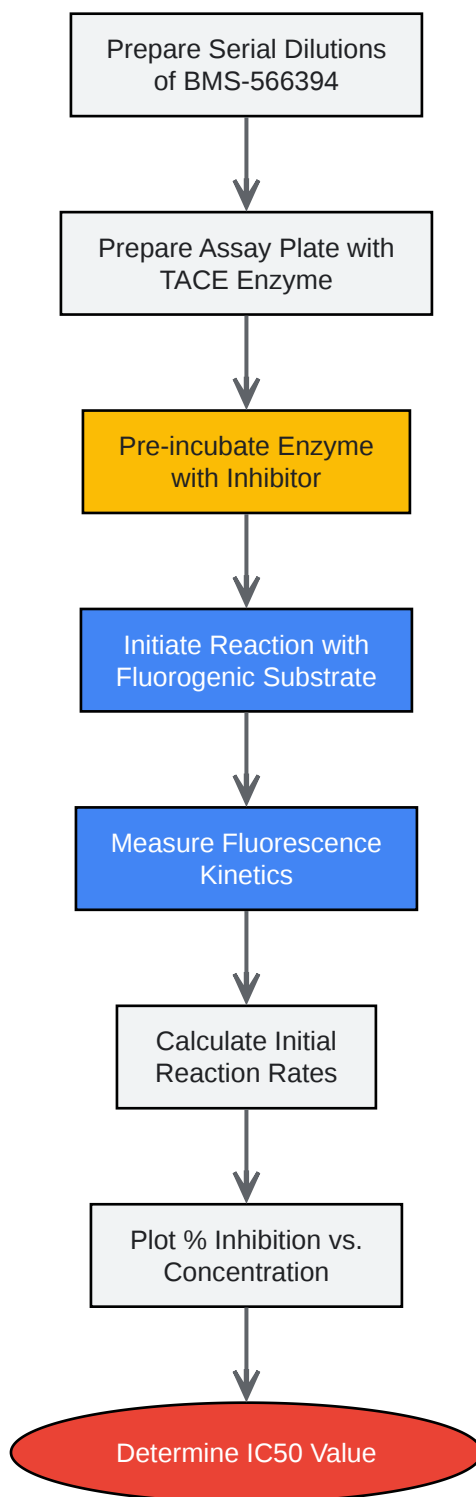 Prepare Serial Dilutions
of BMS-566394
Prepare Assay Plate with
TACE Enzyme
Pre-incubate Enzyme
with Inhibitor
Initiate Reaction with
Fluorogenic Substrate
Measure Fluorescence
Kinetics
Calculate Initial
Reaction Rates
Plot % Inhibition vs.
Concentration
Determine IC50 Value